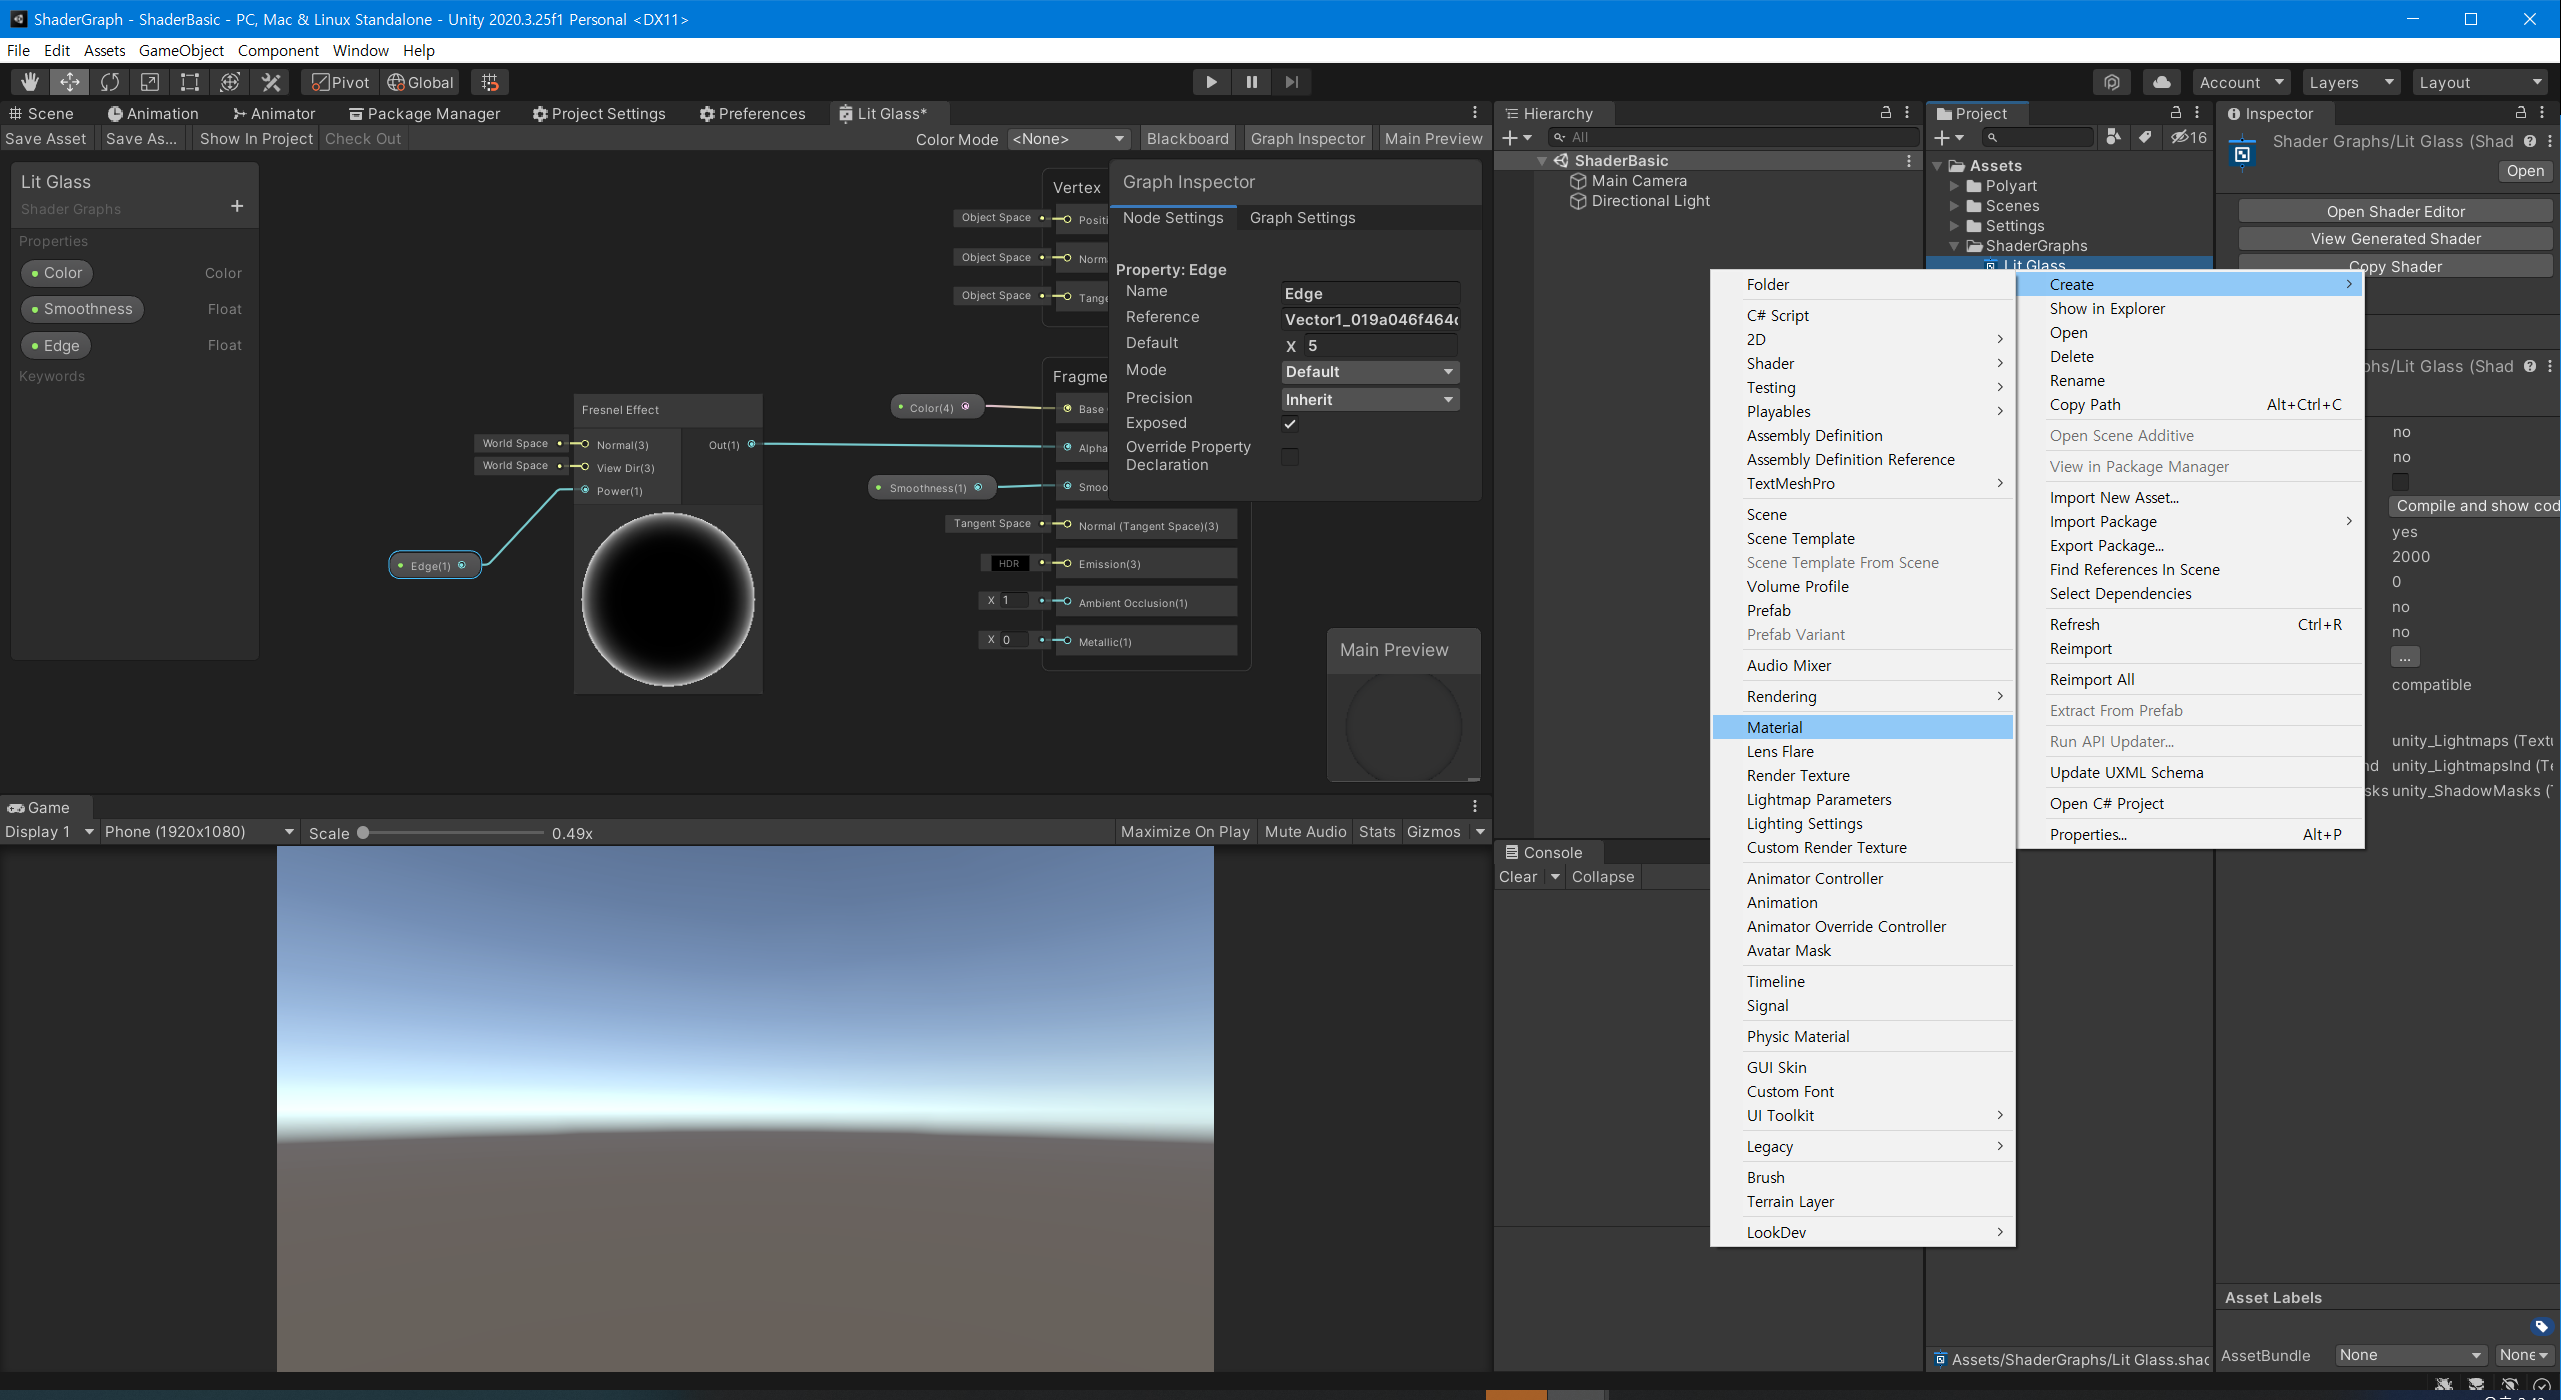 ShaderGraph - ShaderBasic - PC, Mac & Linux Standalone - Unity 2020.3.25f1 Personal <DX11>
File Edit Assets GameObject Component Window Help
Pivot Global Account Layers Layout
Scene Animation Animator Package Manager Project Settings Preferences Lit Glass*
Save Asset Save As... Show In Project Check Out Color Mode <None> Blackboard Graph Inspector Main Preview
Lit Glass
Shader Graphs
Properties
Color Color
Smoothness Float
Edge Float
Keywords
Fresnel Effect
World Space Normal(3) Out(1)
World Space View Dir(3)
Power(1)
Edge(1)
Vertex
Object Space Positi
Object Space Norm
Object Space Tange
Fragme
Color(4) Base
Alpha
Smoothness(1) Smoo
Tangent Space Normal (Tangent Space)(3)
HDR Emission(3)
X 1 Ambient Occlusion(1)
X 0 Metallic(1)
Graph Inspector
Node Settings Graph Settings
Property: Edge
Name Edge
Reference Vector1_019a046f464
Default X 5
Mode Default
Precision Inherit
Exposed
Override Property
Declaration
Main Preview
Game
Display 1 Phone (1920x1080) Scale 0.49x Maximize On Play Mute Audio Stats Gizmos
Hierarchy
All
ShaderBasic
Main Camera
Directional Light
Console
Clear Collapse
Project
16
Assets
Polyart
Scenes
Settings
ShaderGraphs
Lit Glass
Assets/ShaderGraphs/Lit Glass.shac
Folder
C# Script
2D
Shader
Testing
Playables
Assembly Definition
Assembly Definition Reference
TextMeshPro
Scene
Scene Template
Scene Template From Scene
Volume Profile
Prefab
Prefab Variant
Audio Mixer
Rendering
Material
Lens Flare
Render Texture
Lightmap Parameters
Lighting Settings
Custom Render Texture
Animator Controller
Animation
Animator Override Controller
Avatar Mask
Timeline
Signal
Physic Material
GUI Skin
Custom Font
UI Toolkit
Legacy
Brush
Terrain Layer
LookDev
Create
Show in Explorer
Open
Delete
Rename
Copy Path Alt+Ctrl+C
Open Scene Additive
View in Package Manager
Import New Asset...
Import Package
Export Package...
Find References In Scene
Select Dependencies
Refresh Ctrl+R
Reimport
Reimport All
Extract From Prefab
Run API Updater...
Update UXML Schema
Open C# Project
Properties... Alt+P
Inspector
Shader Graphs/Lit Glass (Shad
Open
Open Shader Editor
View Generated Shader
Copy Shader
phs/Lit Glass (Shad
no
no
Compile and show cod
yes
2000
0
no
no
...
compatible
unity_Lightmaps (Textu
nd unity_LightmapsInd (Te
sks unity_ShadowMasks (
Asset Labels
AssetBundle None None